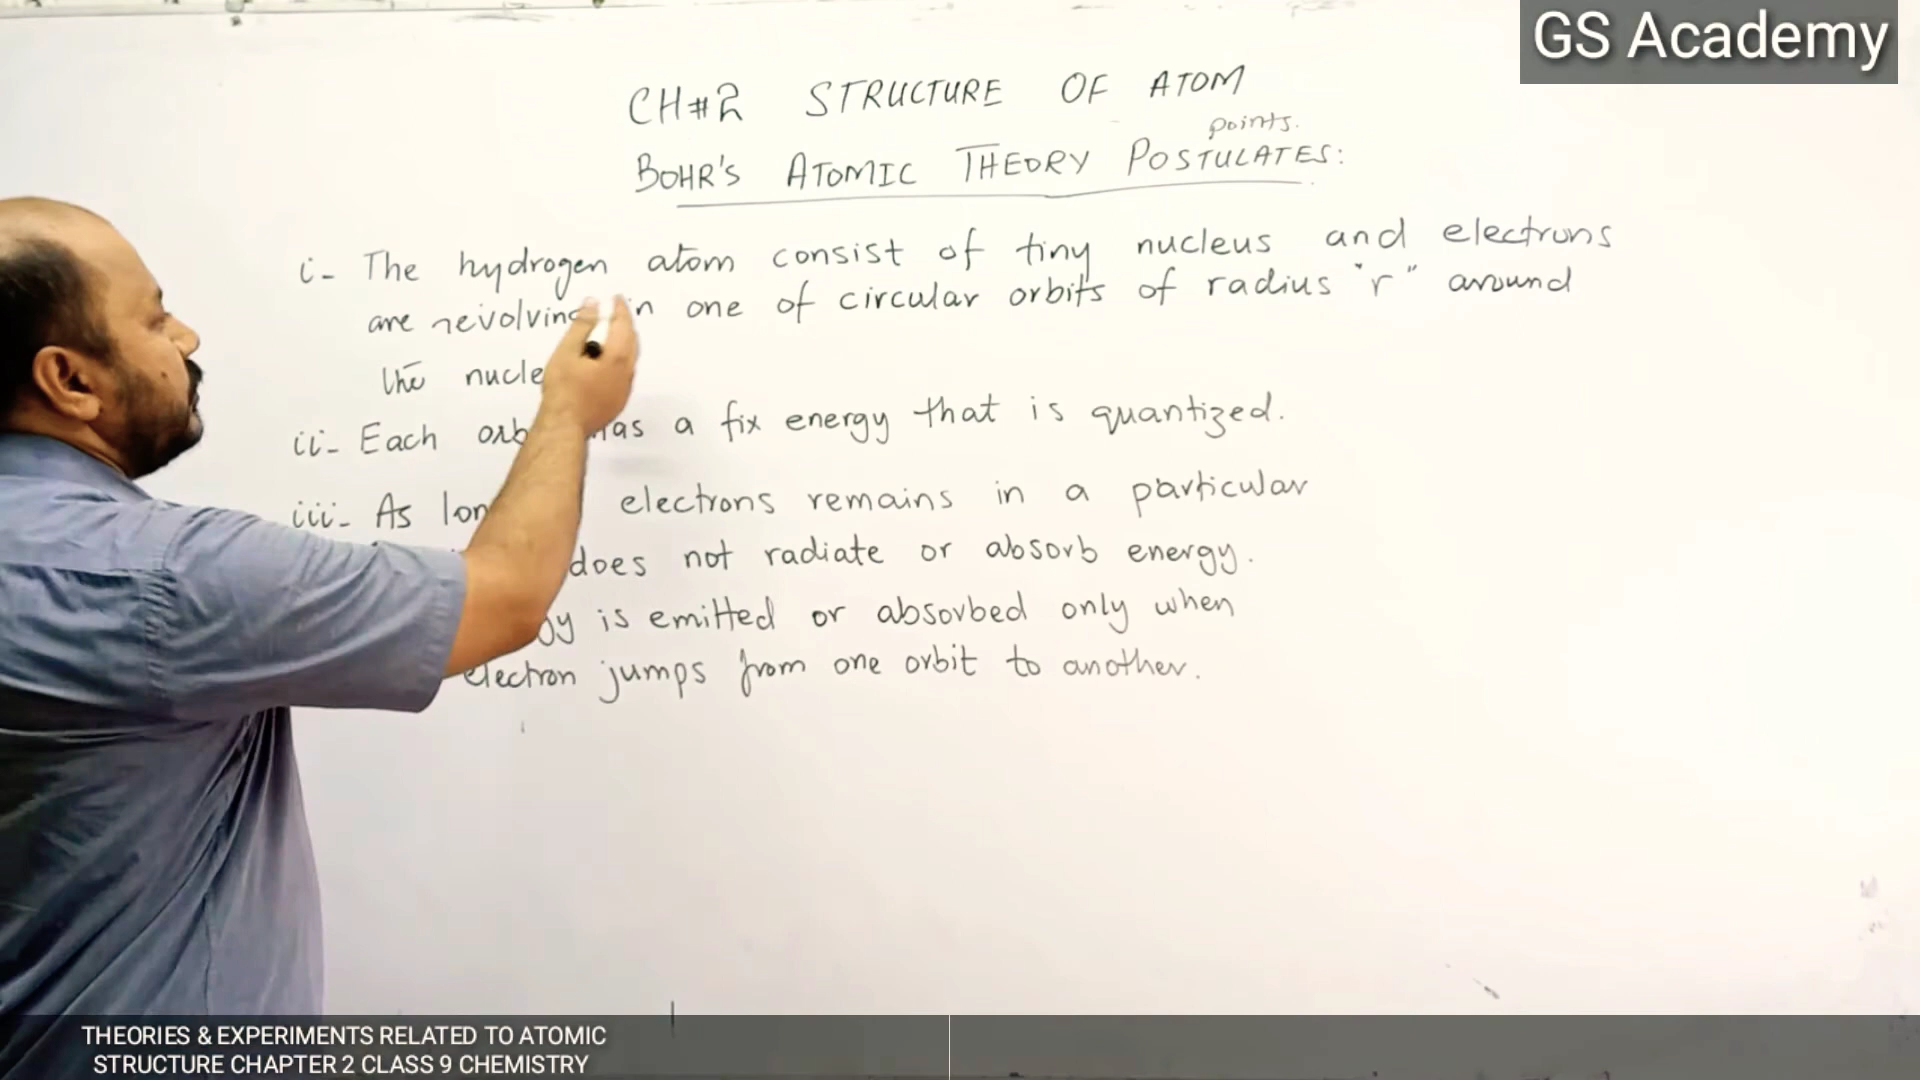 GS Academy
CH#2 STRUCTURE OF ATOM
points.
BOHR'S ATOMIC THEORY POSTULATES:
i- The hydrogen atom consist of tiny nucleus and electrons
are revolving in one of circular orbits of radius "r" around
the nucle
ii- Each orb has a fix energy that is quantized.
iii- As lon electrons remains in a particular
does not radiate or absorb energy.
gy is emitted or absorbed only when
electron jumps from one orbit to another.
THEORIES & EXPERIMENTS RELATED TO ATOMIC
STRUCTURE CHAPTER 2 CLASS 9 CHEMISTRY